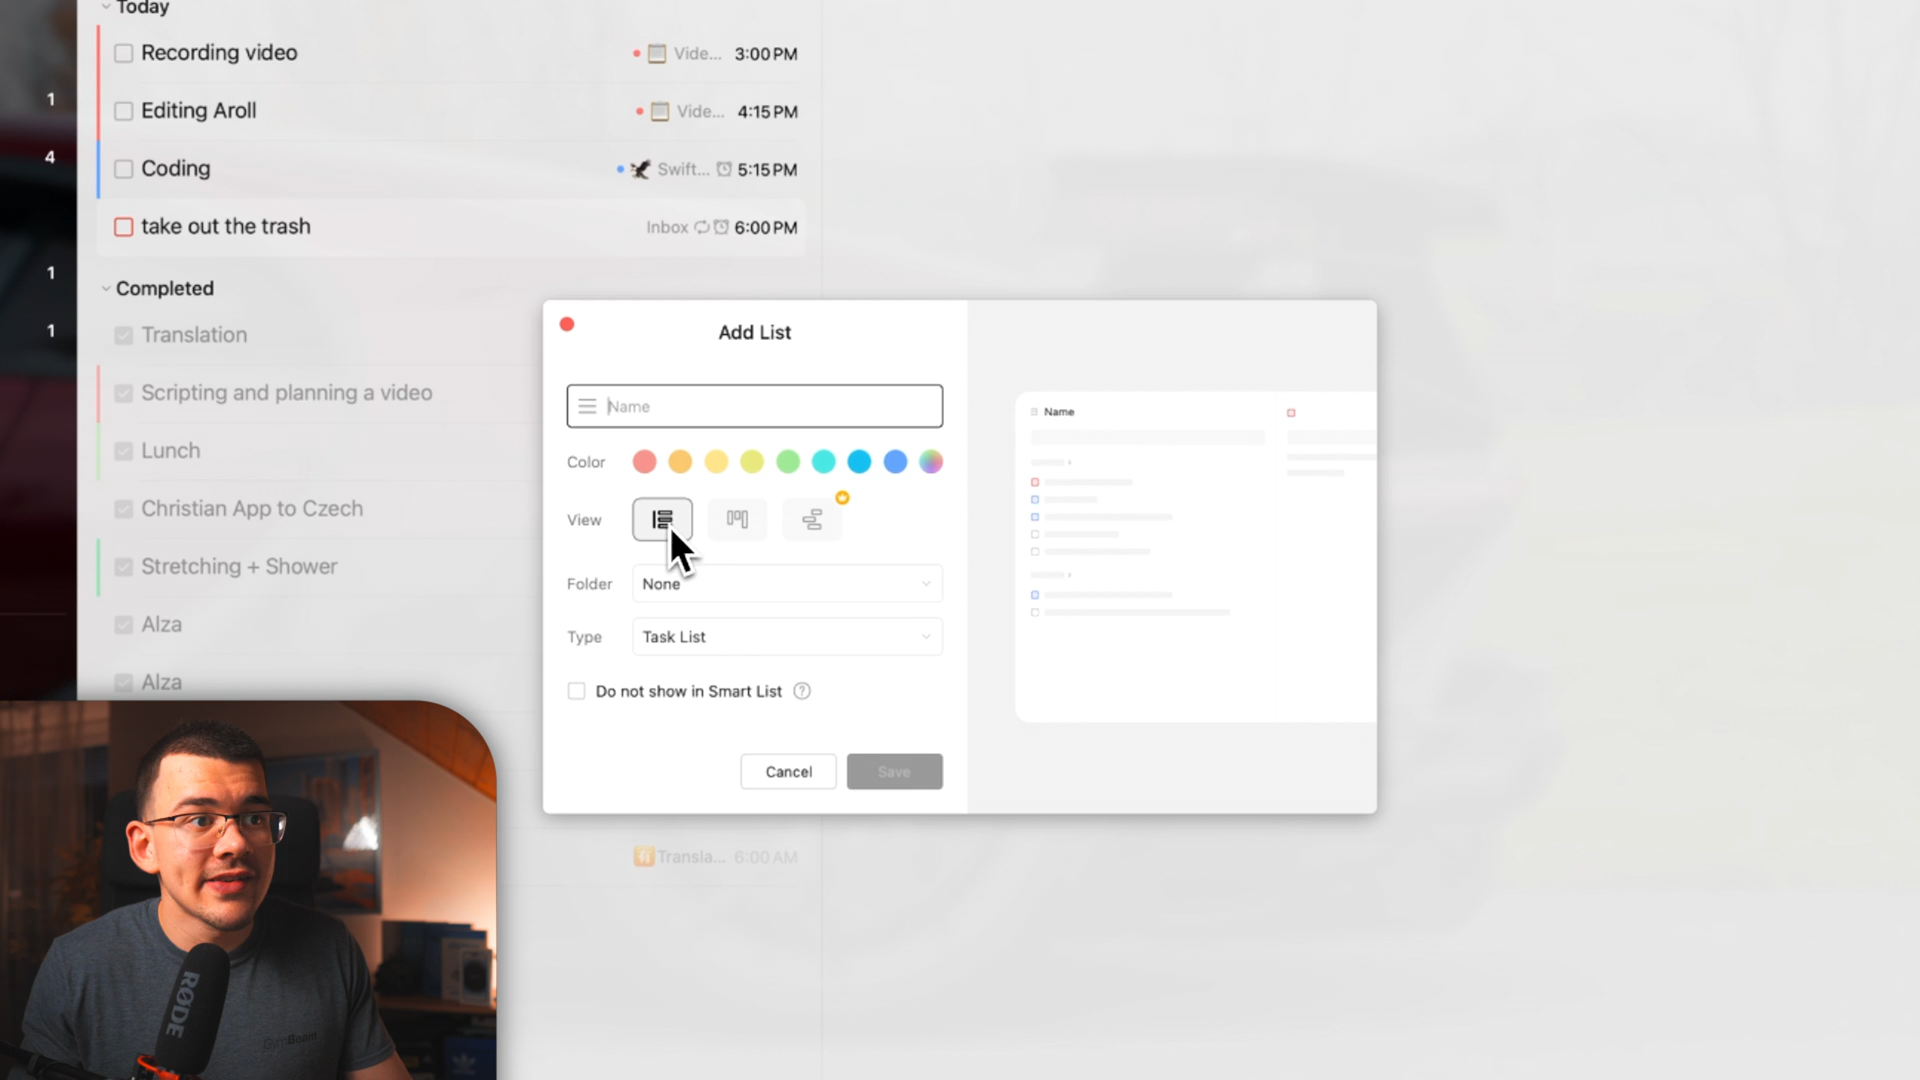 Today
Recording video Vide... 3:00 PM
1
Editing Aroll Vide... 4:15 PM
4
Coding Swift... 5:15 PM
take out the trash Inbox 6:00 PM
1
Completed
1
Translation
Scripting and planning a video
Lunch
Christian App to Czech
Stretching + Shower
Alza
Alza
Transla... 6:00 AM
Add List
Name
Color
View
Folder None
Type Task List
Do not show in Smart List ?
Cancel Save
Name
RØDE
GymBeam